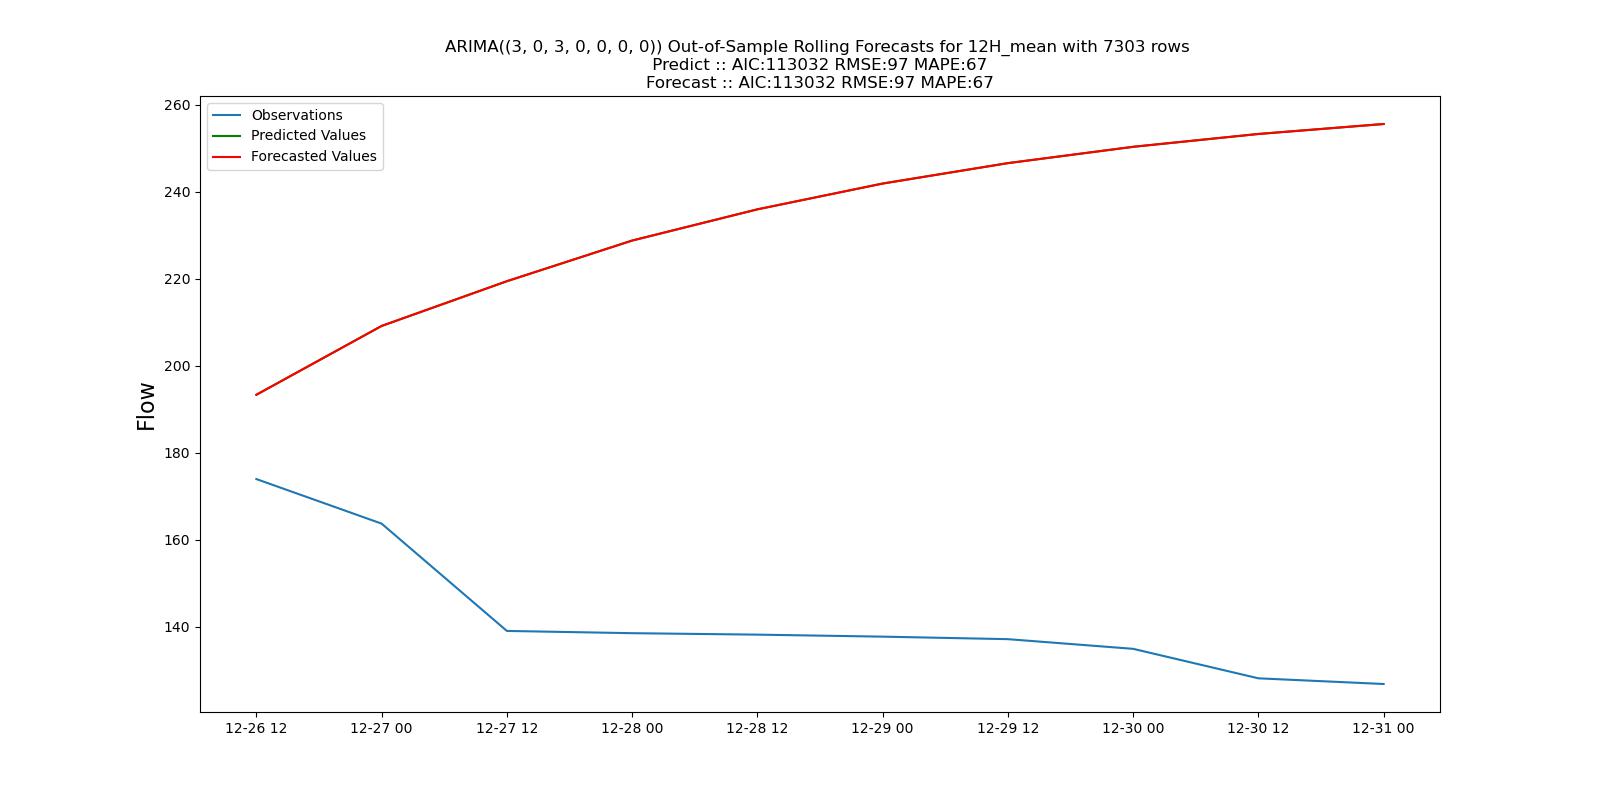 ARIMA((3, 0, 3, 0, 0, 0, 0)) Out-of-Sample Rolling Forecasts for 12H_mean with 7303 rows
Predict :: AIC:113032 RMSE:97 MAPE:67
Forecast :: AIC:113032 RMSE:97 MAPE:67
Observations
Predicted Values
Forecasted Values
Flow
260
240
220
200
180
160
140
12-26 12 12-27 00 12-27 12 12-28 00 12-28 12 12-29 00 12-29 12 12-30 00 12-30 12 12-31 00